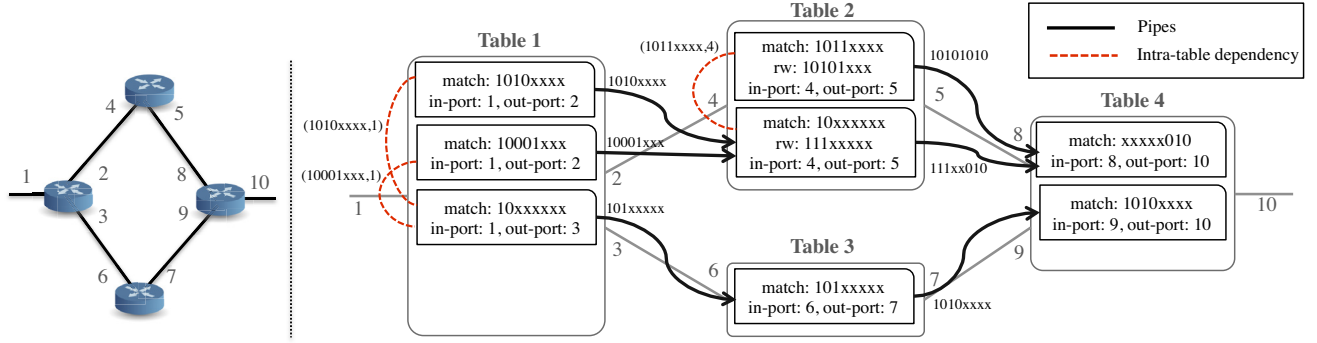 4
5
1
2
8
10
3
9
6
7
Table 1
match: 1010xxxx
in-port: 1, out-port: 2
match: 10001xxx
in-port: 1, out-port: 2
match: 10xxxxxx
in-port: 1, out-port: 3
(1010xxxx,1)
(10001xxx,1)
1
1010xxxx
10001xxx
2
101xxxxx
3
Table 2
(1011xxxx,4)
4
match: 1011xxxx
rw: 10101xxx
in-port: 4, out-port: 5
match: 10xxxxxx
rw: 111xxxxx
in-port: 4, out-port: 5
10101010
5
111xx010
Table 3
6
match: 101xxxxx
in-port: 6, out-port: 7
7
1010xxxx
Pipes
Intra-table dependency
Table 4
8
match: xxxxx010
in-port: 8, out-port: 10
match: 1010xxxx
in-port: 9, out-port: 10
9
10